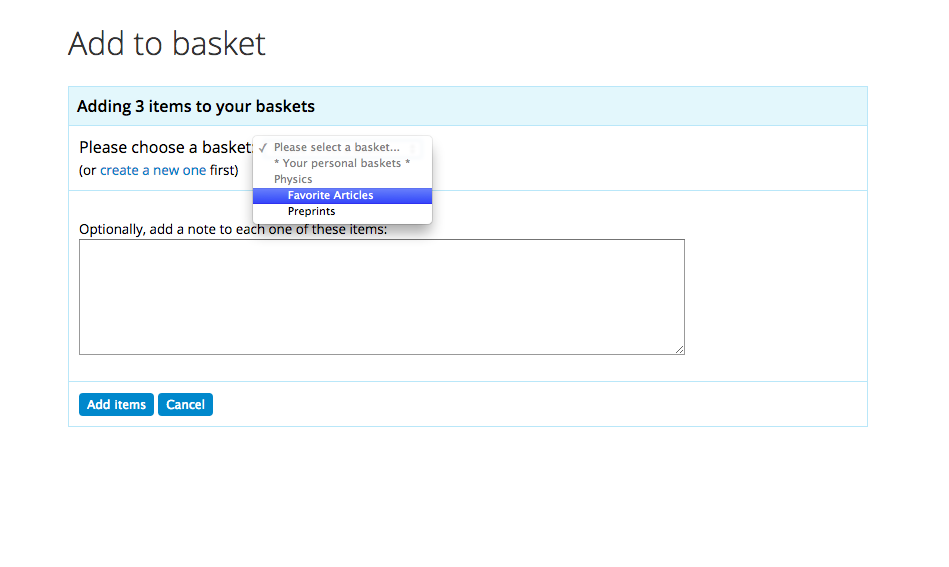 Add to basket
Adding 3 items to your baskets
Please choose a basket:
(or create a new one first)
✓ Please select a basket...
* Your personal baskets *
Physics
Favorite Articles
Preprints
Optionally, add a note to each one of these items:
Add items Cancel